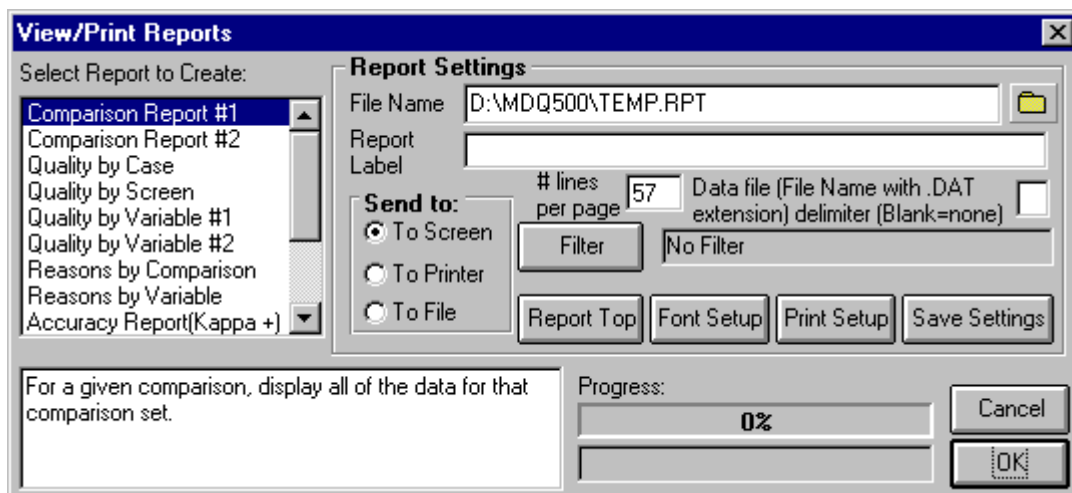 View/Print Reports
Select Report to Create:
Comparison Report #1
Comparison Report #2
Quality by Case
Quality by Screen
Quality by Variable #1
Quality by Variable #2
Reasons by Comparison
Reasons by Variable
Accuracy Report(Kappa +)
Report Settings
File Name D:\MDQ500\TEMP.RPT
Report
Label
Send to:
To Screen
To Printer
To File
# lines
per page 57
Data file (File Name with .DAT
extension) delimiter (Blank=none)
Filter
No Filter
Report Top
Font Setup
Print Setup
Save Settings
For a given comparison, display all of the data for that
comparison set.
Progress:
0%
Cancel
OK